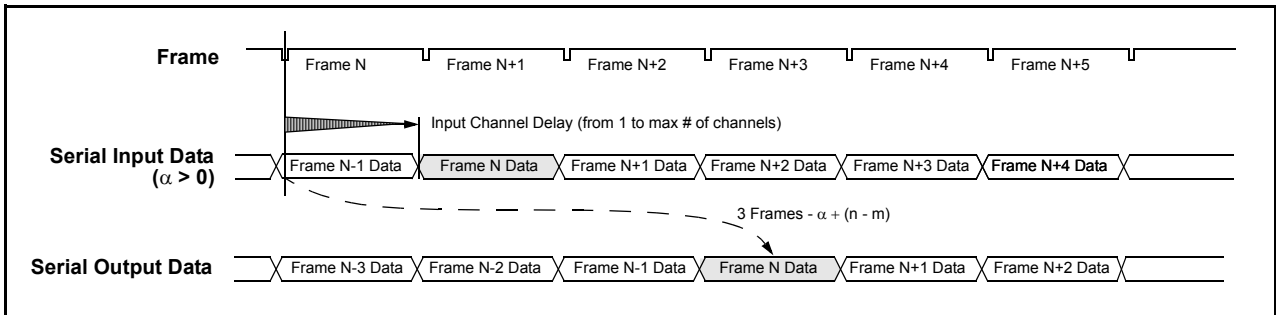 Frame
Frame N
Frame N+1
Frame N+2
Frame N+3
Frame N+4
Frame N+5
Input Channel Delay (from 1 to max # of channels)
Serial Input Data
(α > 0)
Frame N-1 Data
Frame N Data
Frame N+1 Data
Frame N+2 Data
Frame N+3 Data
Frame N+4 Data
3 Frames - α + (n - m)
Serial Output Data
Frame N-3 Data
Frame N-2 Data
Frame N-1 Data
Frame N Data
Frame N+1 Data
Frame N+2 Data